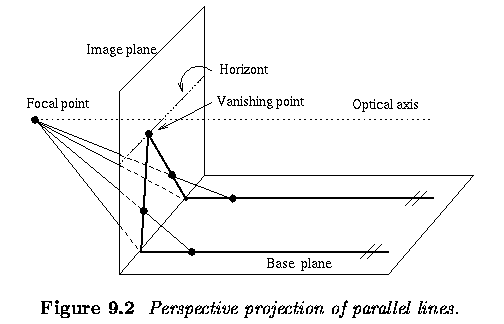 Image plane
Horizont
Vanishing point
Focal point
Optical axis
Base plane
Figure 9.2 Perspective projection of parallel lines.